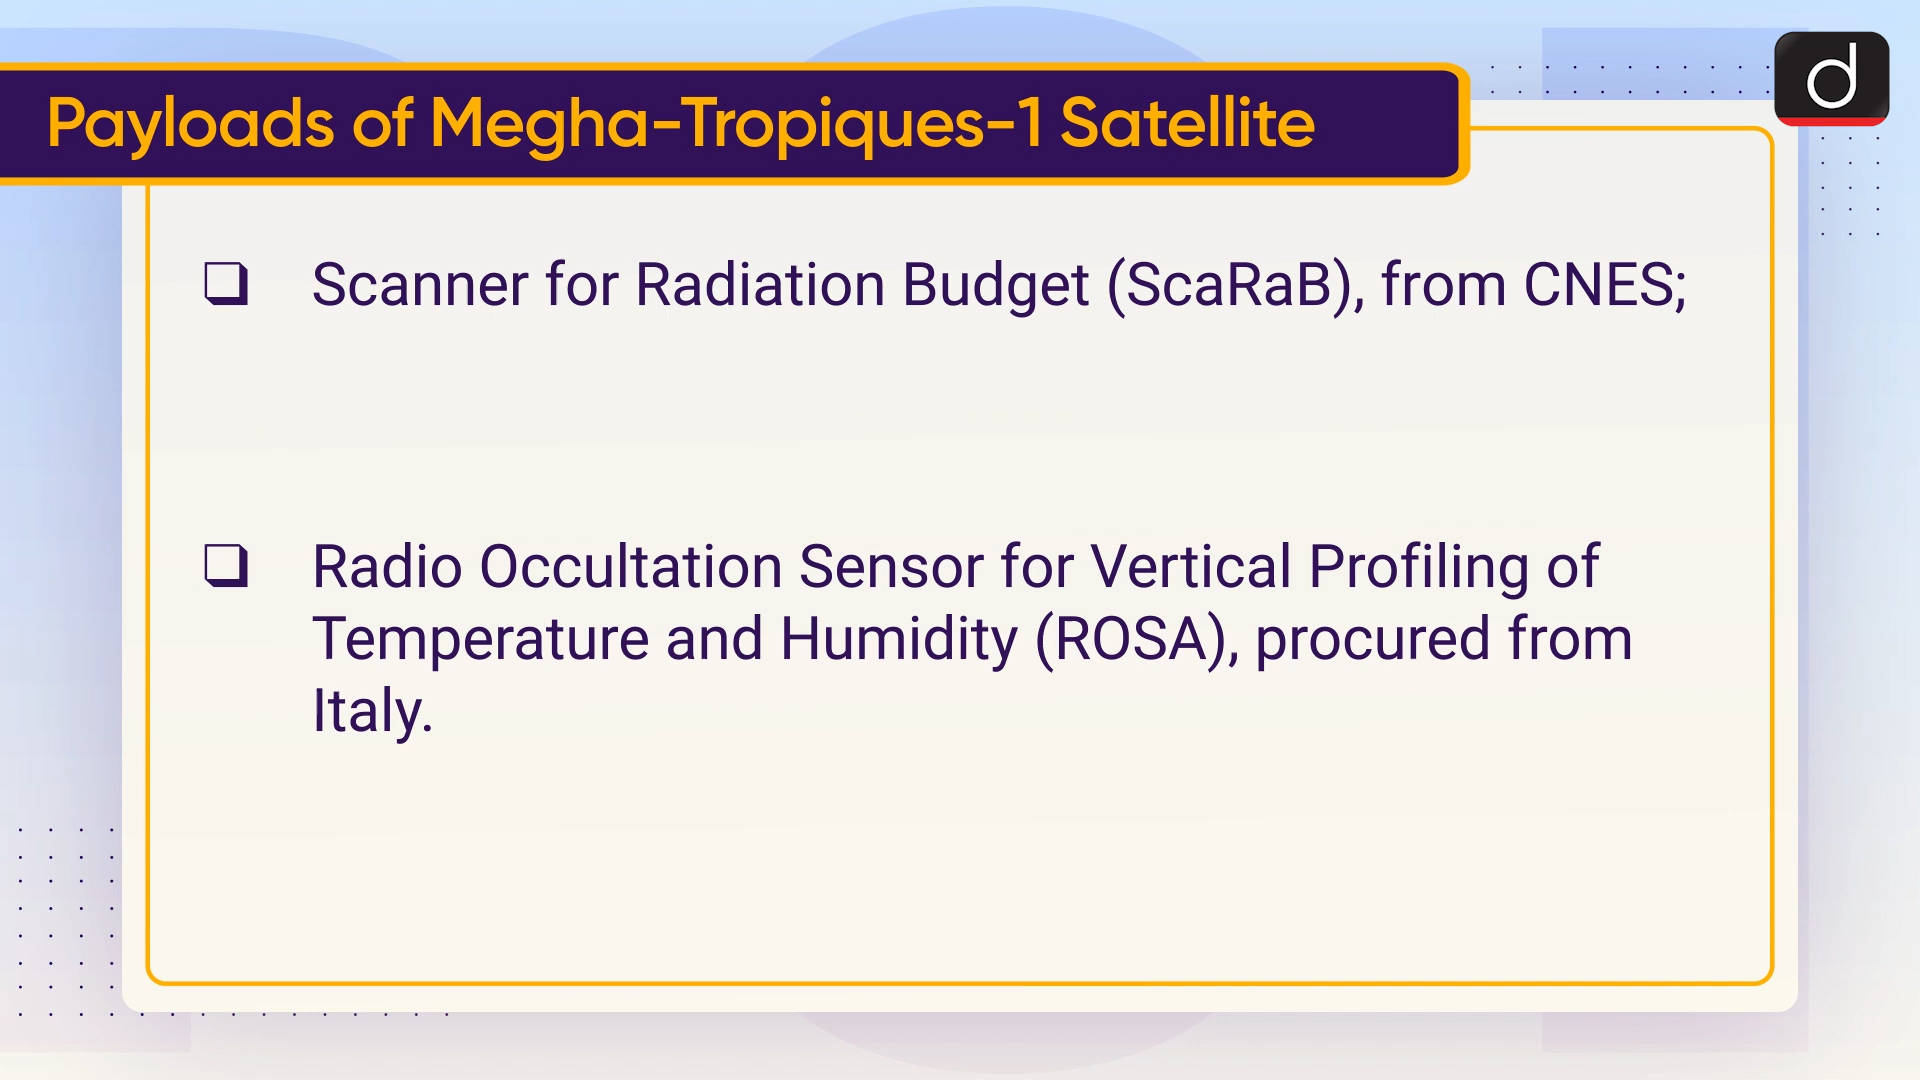 Payloads of Megha-Tropiques-1 Satellite
d
❑ Scanner for Radiation Budget (ScaRaB), from CNES;
❑ Radio Occultation Sensor for Vertical Profiling of
Temperature and Humidity (ROSA), procured from
Italy.